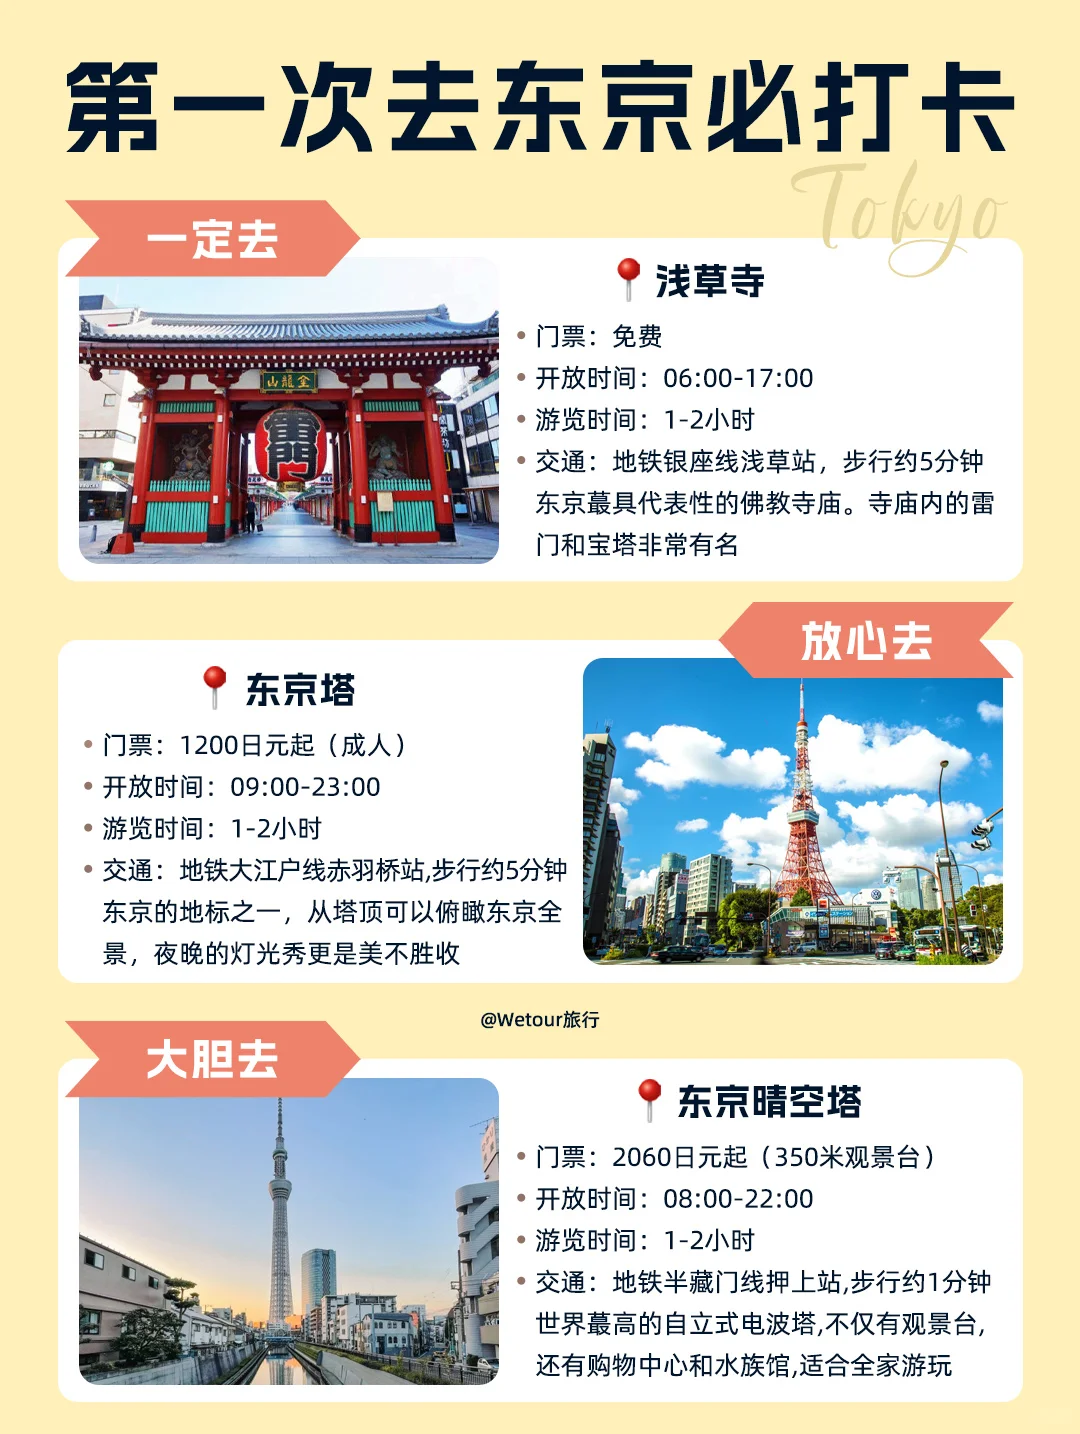 第一次去东京必打卡
Tokyo
一定去
浅草寺
门票：免费
开放时间：06:00-17:00
游览时间：1-2小时
交通：地铁银座线浅草站，步行约5分钟
东京蕞具代表性的佛教寺庙。寺庙内的雷
门和宝塔非常有名
山龍金
雷門
放心去
东京塔
门票：1200日元起（成人）
开放时间：09:00-23:00
游览时间：1-2小时
交通：地铁大江户线赤羽桥站,步行约5分钟
东京的地标之一，从塔顶可以俯瞰东京全
景，夜晚的灯光秀更是美不胜收
@Wetour旅行
大胆去
东京晴空塔
门票：2060日元起（350米观景台）
开放时间：08:00-22:00
游览时间：1-2小时
交通：地铁半藏门线押上站,步行约1分钟
世界蕞高的自立式电波塔,不仅有观景台,
还有购物中心和水族馆,适合全家游玩